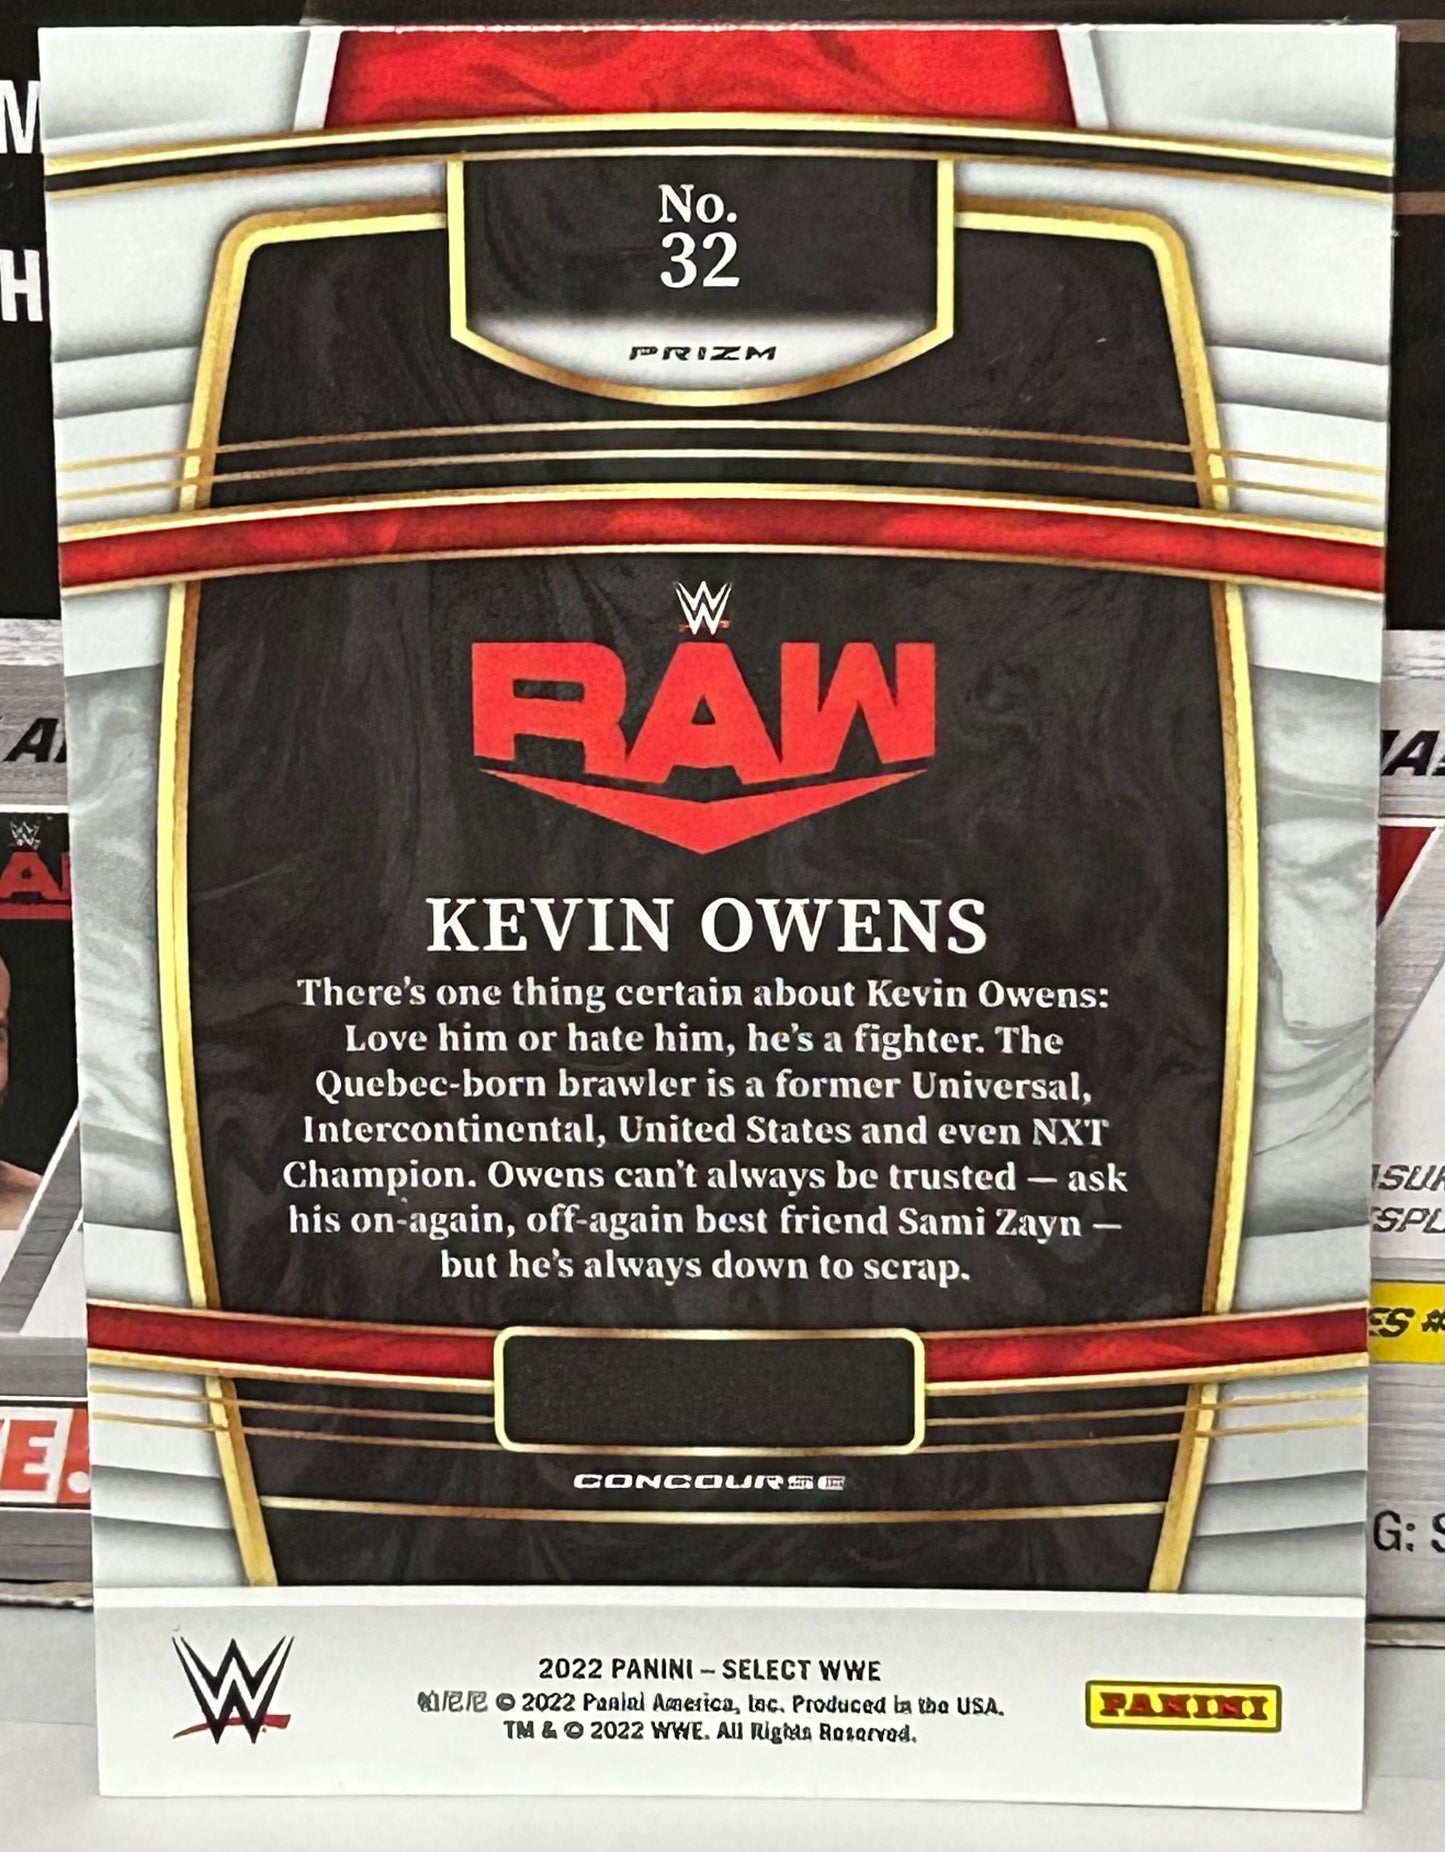 No.
32
PRIZM
W
RAW
KEVIN OWENS
There's one thing certain about Kevin Owens:
Love him or hate him, he's a fighter. The
Quebec-born brawler is a former Universal,
Intercontinental, United States and even NXT
Champion. Owens can't always be trusted — ask
his on-again, off-again best friend Sami Zayn —
but he's always down to scrap.
CONCOURSE
W
2022 PANINI – SELECT WWE
© 2022 Panini America, Inc. Produced in the USA.
TM & © 2022 WWE. All Rights Reserved.
PANINI
G: S